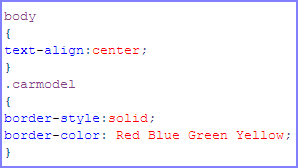 body
{
text-align:center;
}
.carmodel
{
border-style:solid;
border-color: Red Blue Green Yellow;
}